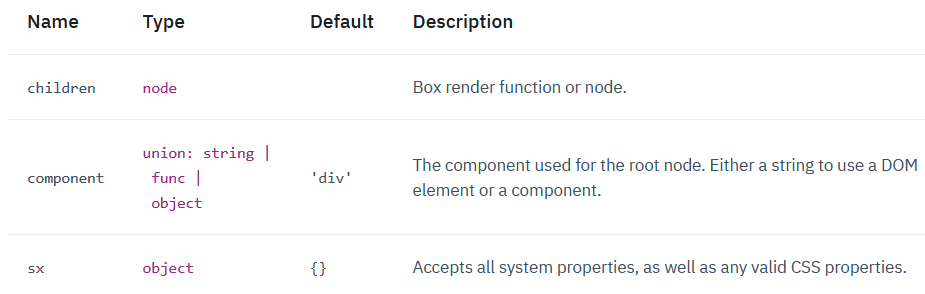 Name Type Default Description
children node Box render function or node.
component union: string |
func |
object
'div' The component used for the root node. Either a string to use a DOM
element or a component.
sx object {} Accepts all system properties, as well as any valid CSS properties.